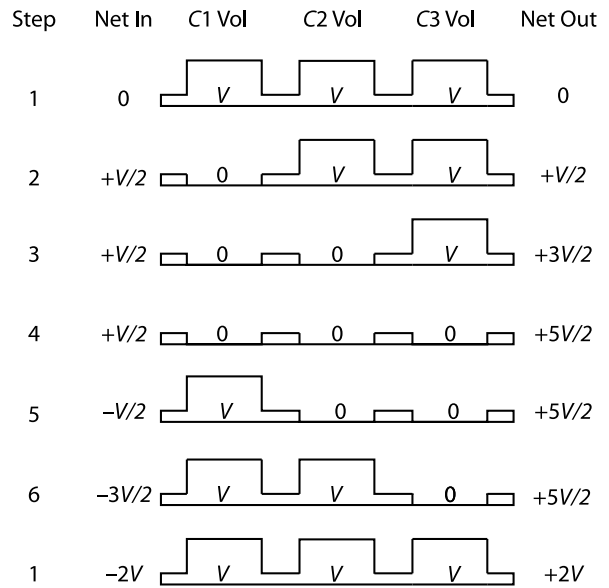 Step Net In C1 Vol C2 Vol C3 Vol Net Out
1 0 V V V 0
2 +V/2 0 V V +V/2
3 +V/2 0 0 V +3V/2
4 +V/2 0 0 0 +5V/2
5 –V/2 V 0 0 +5V/2
6 –3V/2 V V 0 +5V/2
1 –2V V V V +2V